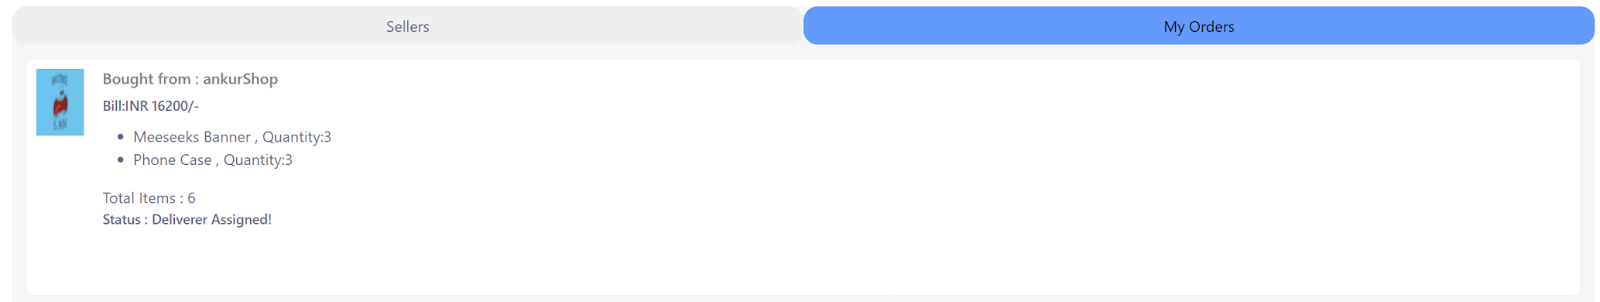 Sellers
My Orders
Bought from : ankurShop
Bill:INR 16200/-
Meeseeks Banner , Quantity:3
Phone Case , Quantity:3
Total Items : 6
Status : Deliverer Assigned!